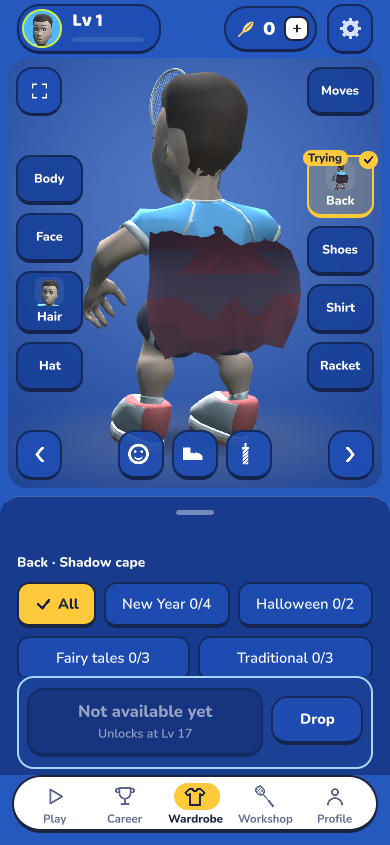 Lv 1
0
+
Moves
Trying
Back
Body
Face
Shoes
Hair
Shirt
Hat
Racket
Back · Shadow cape
All
New Year 0/4
Halloween 0/2
Fairy tales 0/3
Traditional 0/3
Not available yet
Unlocks at Lv 17
Drop
Play
Career
Wardrobe
Workshop
Profile